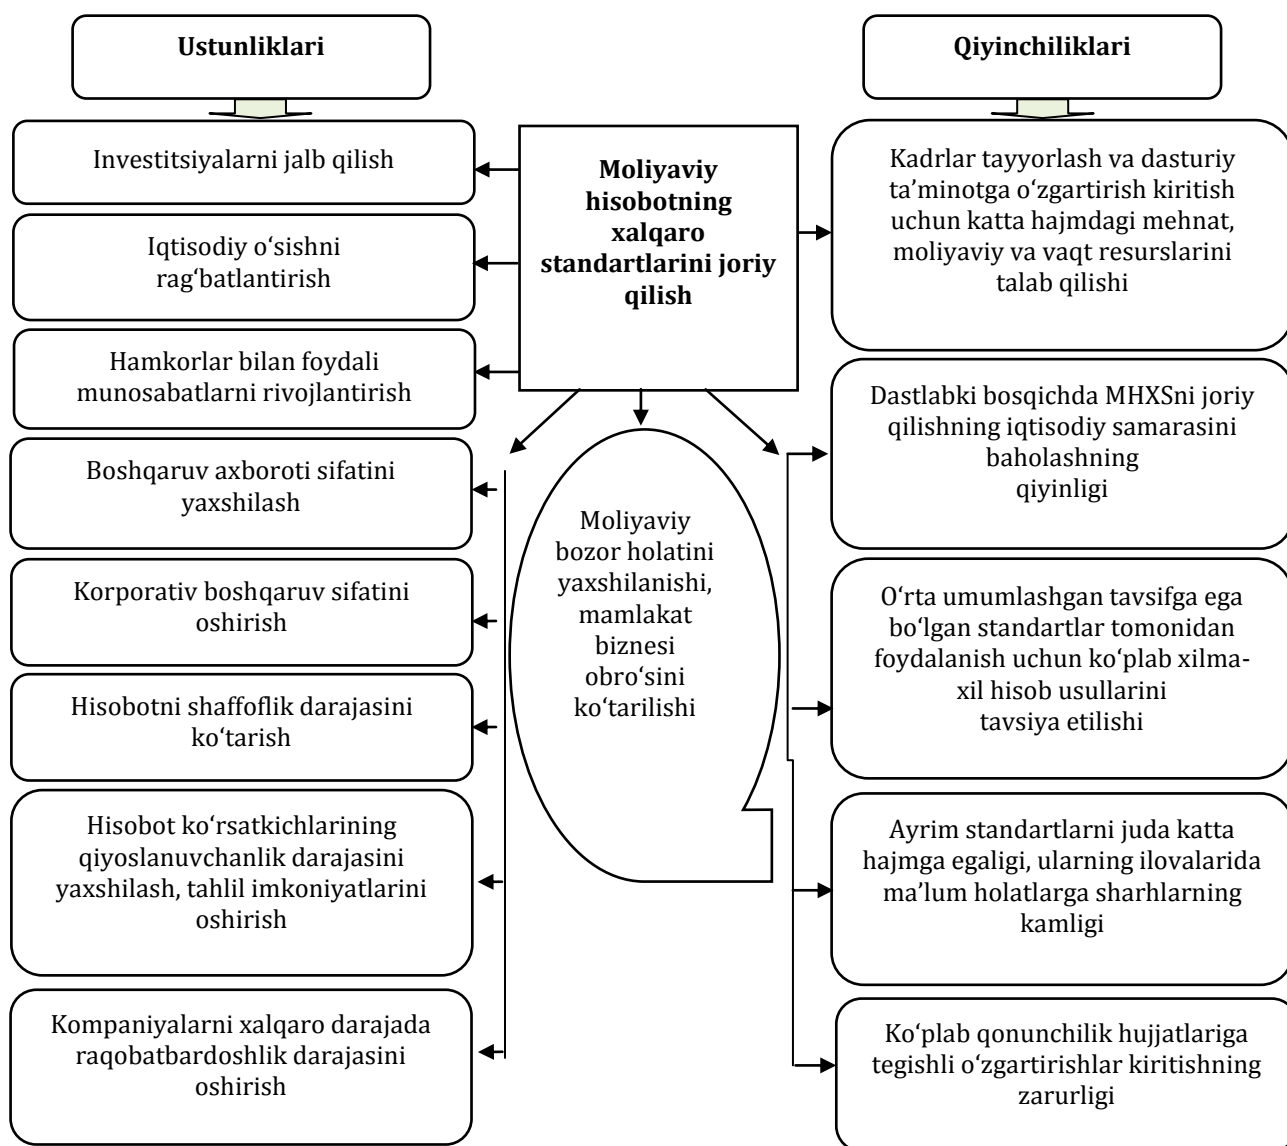 Ustunliklari
Investitsiyalarni jalb qilish
Iqtisodiy o‘sishni
rag‘batlantirish
Hamkorlar bilan foydali
munosabatlarni rivojlantirish
Boshqaruv axboroti sifatini
yaxshilash
Korporativ boshqaruv sifatini
oshirish
Hisobotni shaffoflik darajasini
ko‘tarish
Hisobot ko‘rsatkichlarining
qiyoslanuvchanlik darajasini
yaxshilash, tahlil imkoniyatlarini
oshirish
Kompaniyalarni xalqaro darajada
raqobatbardoshlik darajasini
oshirish
Moliyaviy
hisobotning
xalqaro
standartlarini joriy
qilish
Moliyaviy
bozor holatini
yaxshilanishi,
mamlakat
biznesi
obro‘sini
ko‘tarilishi
Qiyinchiliklari
Kadrlar tayyorlash va dasturiy
ta’minotga o‘zgartirish kiritish
uchun katta hajmdagi mehnat,
moliyaviy va vaqt resurslarini
talab qilishi
Dastlabki bosqichda MHXSni joriy
qilishning iqtisodiy samarasini
baholashning
qiyinligi
O‘rta umumlashgan tavsifga ega
bo‘lgan standartlar tomonidan
foydalanish uchun ko‘plab xilma-
xil hisob usullarini
tavsiya etilishi
Ayrim standartlarni juda katta
hajmga egaligi, ularning ilovalarida
ma’lum holatlarga sharhlarning
kamligi
Ko‘plab qonunchilik hujjatlariga
tegishli o‘zgartirishlar kiritishning
zarurligi